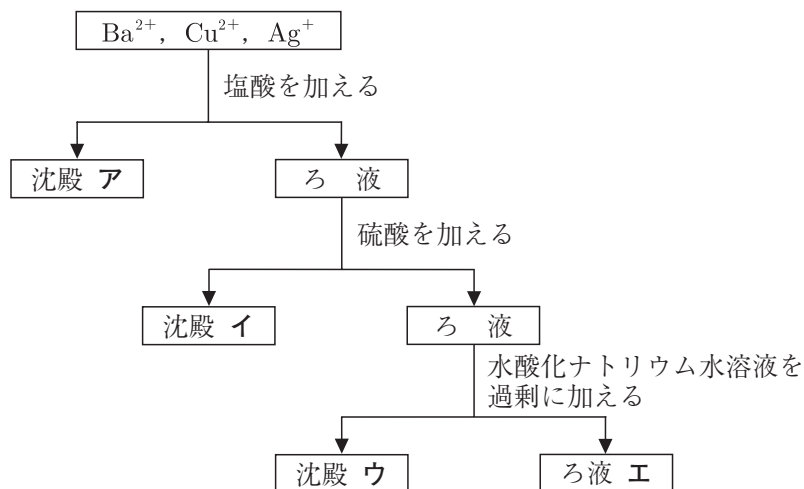 Ba²⁺, Cu²⁺, Ag⁺
塩酸を加える
沈殿 ア
ろ 液
硫酸を加える
沈殿 イ
ろ 液
水酸化ナトリウム水溶液を
過剰に加える
沈殿 ウ
ろ液 エ